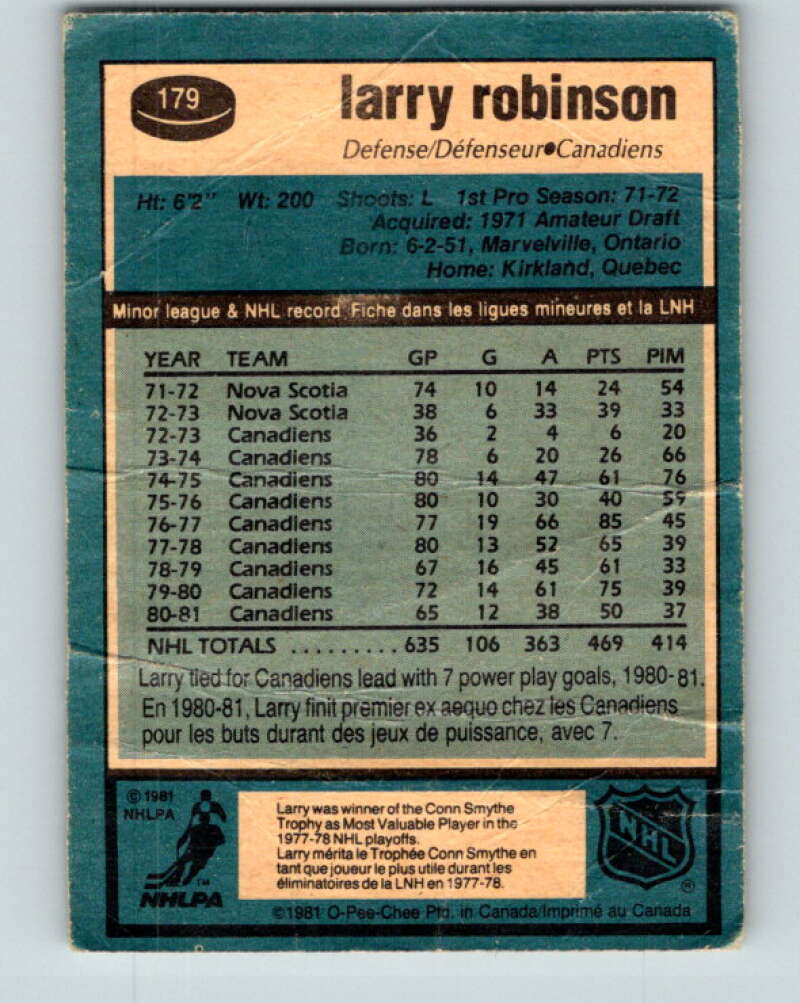 179
larry robinson
Defense/Défenseur•Canadiens
Ht: 6'2" Wt: 200 Shoots: L 1st Pro Season: 71-72
Acquired: 1971 Amateur Draft
Born: 6-2-51, Marvelville, Ontario
Home: Kirkland, Quebec
Minor league & NHL record Fiche dans les ligues mineures et la LNH
YEAR TEAM GP G A PTS PIM
71-72 Nova Scotia 74 10 14 24 54
72-73 Nova Scotia 38 6 33 39 33
72-73 Canadiens 36 2 4 6 20
73-74 Canadiens 78 6 20 26 66
74-75 Canadiens 80 14 47 61 76
75-76 Canadiens 80 10 30 40 59
76-77 Canadiens 77 19 66 85 45
77-78 Canadiens 80 13 52 65 39
78-79 Canadiens 67 16 45 61 33
79-80 Canadiens 72 14 61 75 39
80-81 Canadiens 65 12 38 50 37
NHL TOTALS ......... 635 106 363 469 414
Larry tied for Canadiens lead with 7 power play goals, 1980-81.
En 1980-81, Larry finit premier ex aequo chez les Canadiens
pour les buts durant des jeux de puissance, avec 7.
© 1981
NHLPA
TM
NHLPA
Larry was winner of the Conn Smythe
Trophy as Most Valuable Player in the
1977-78 NHL playoffs.
Larry mérita le Trophée Conn Smythe en
tant que joueur le plus utile durant les
éliminatoires de la LNH en 1977-78.
NHL
®
©1981 O-Pee-Chee Ptd. in Canada/Imprimé au Canada